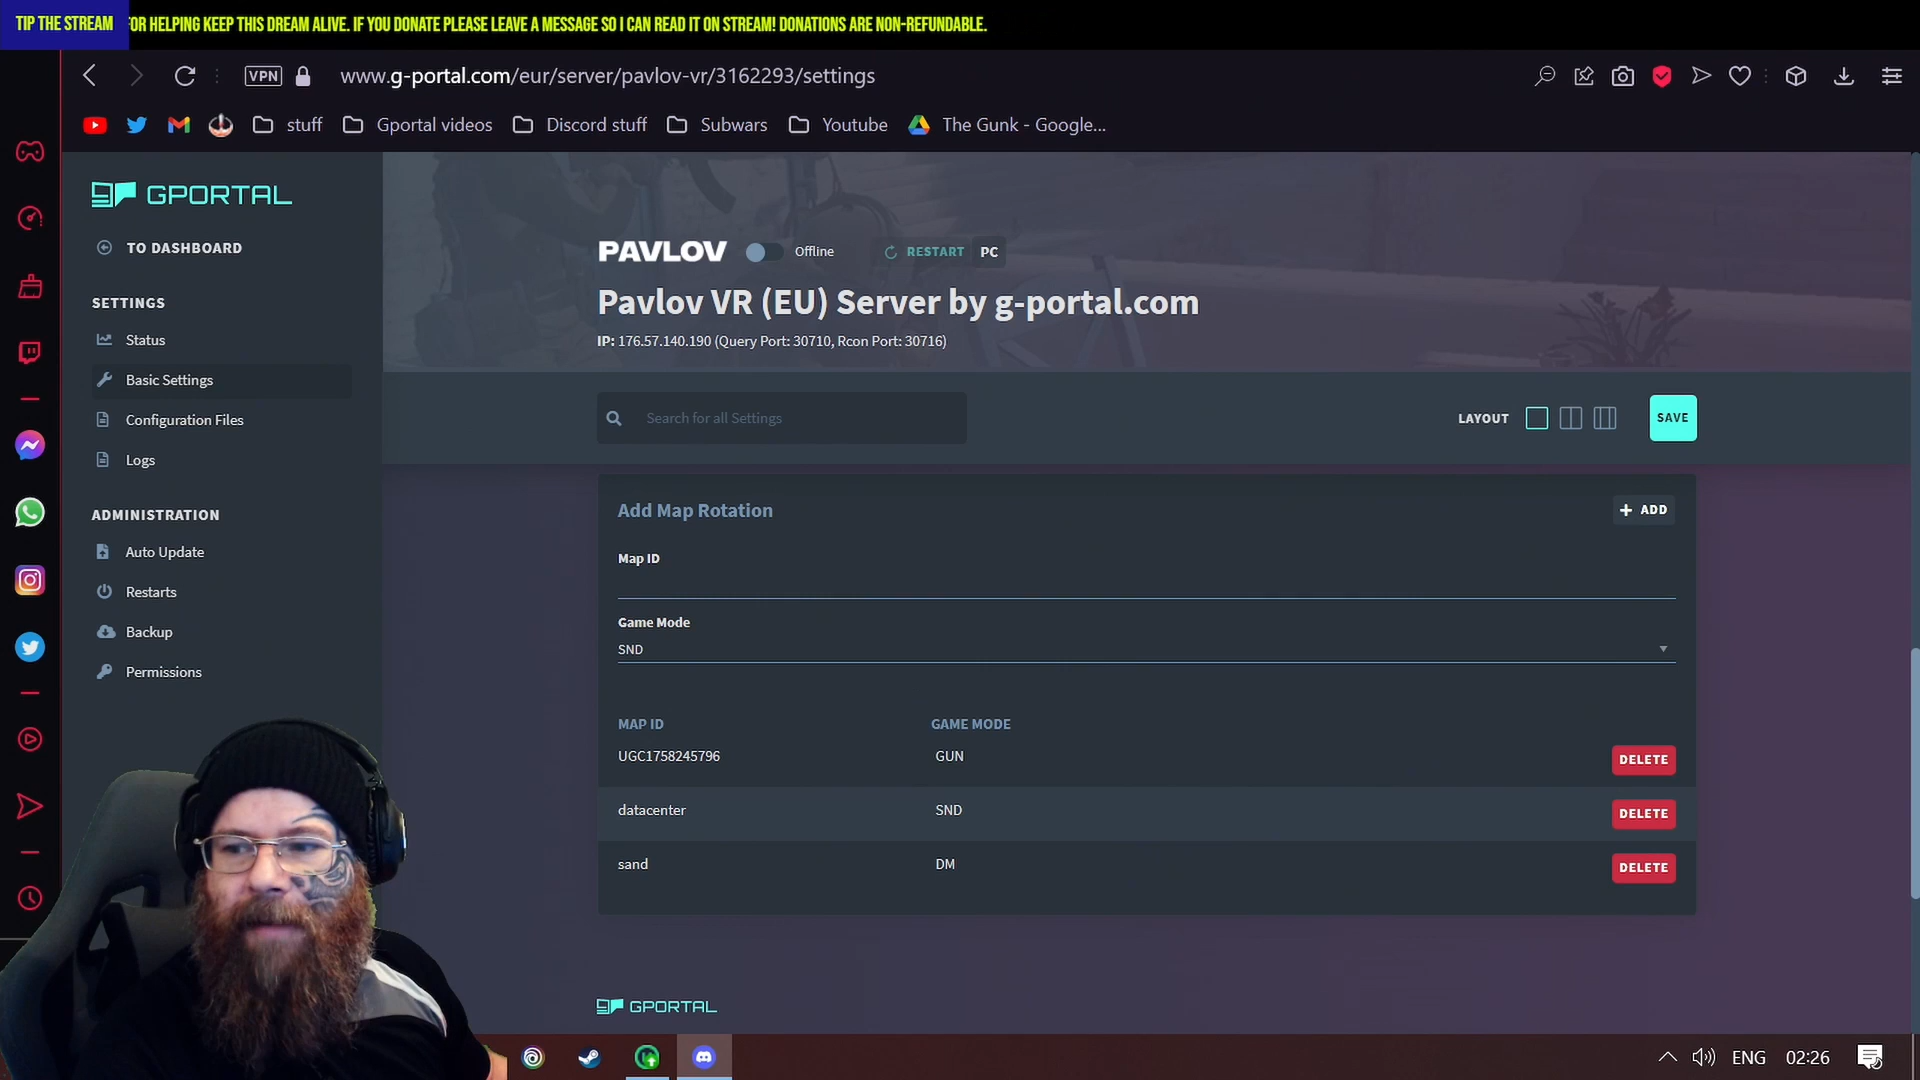 TIP THE STREAM
FOR HELPING KEEP THIS DREAM ALIVE. IF YOU DONATE PLEASE LEAVE A MESSAGE SO I CAN READ IT ON STREAM! DONATIONS ARE NON-REFUNDABLE.
VPN
www.g-portal.com/eur/server/pavlov-vr/3162293/settings
stuff
Gportal videos
Discord stuff
Subwars
Youtube
The Gunk - Google...
GPORTAL
TO DASHBOARD
SETTINGS
Status
Basic Settings
Configuration Files
Logs
ADMINISTRATION
Auto Update
Restarts
Backup
Permissions
PAVLOV
Offline
RESTART
PC
Pavlov VR (EU) Server by g-portal.com
IP: 176.57.140.190 (Query Port: 30710, Rcon Port: 30716)
Search for all Settings
LAYOUT
SAVE
Add Map Rotation
+ ADD
Map ID
Game Mode
SND
MAP ID GAME MODE
UGC1758245796 GUN DELETE
datacenter SND DELETE
sand DM DELETE
GPORTAL
ENG
02:26